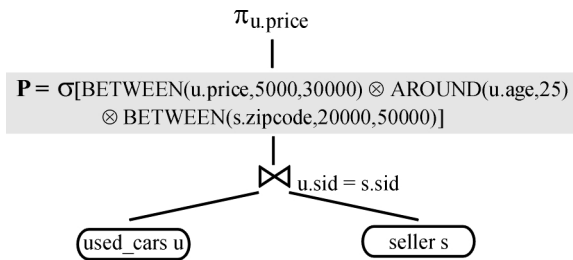 πu.price
P = σ[BETWEEN(u.price,5000,30000) ⊗ AROUND(u.age,25)
⊗ BETWEEN(s.zipcode,20000,50000)]
⋈ u.sid = s.sid
used_cars u
seller s